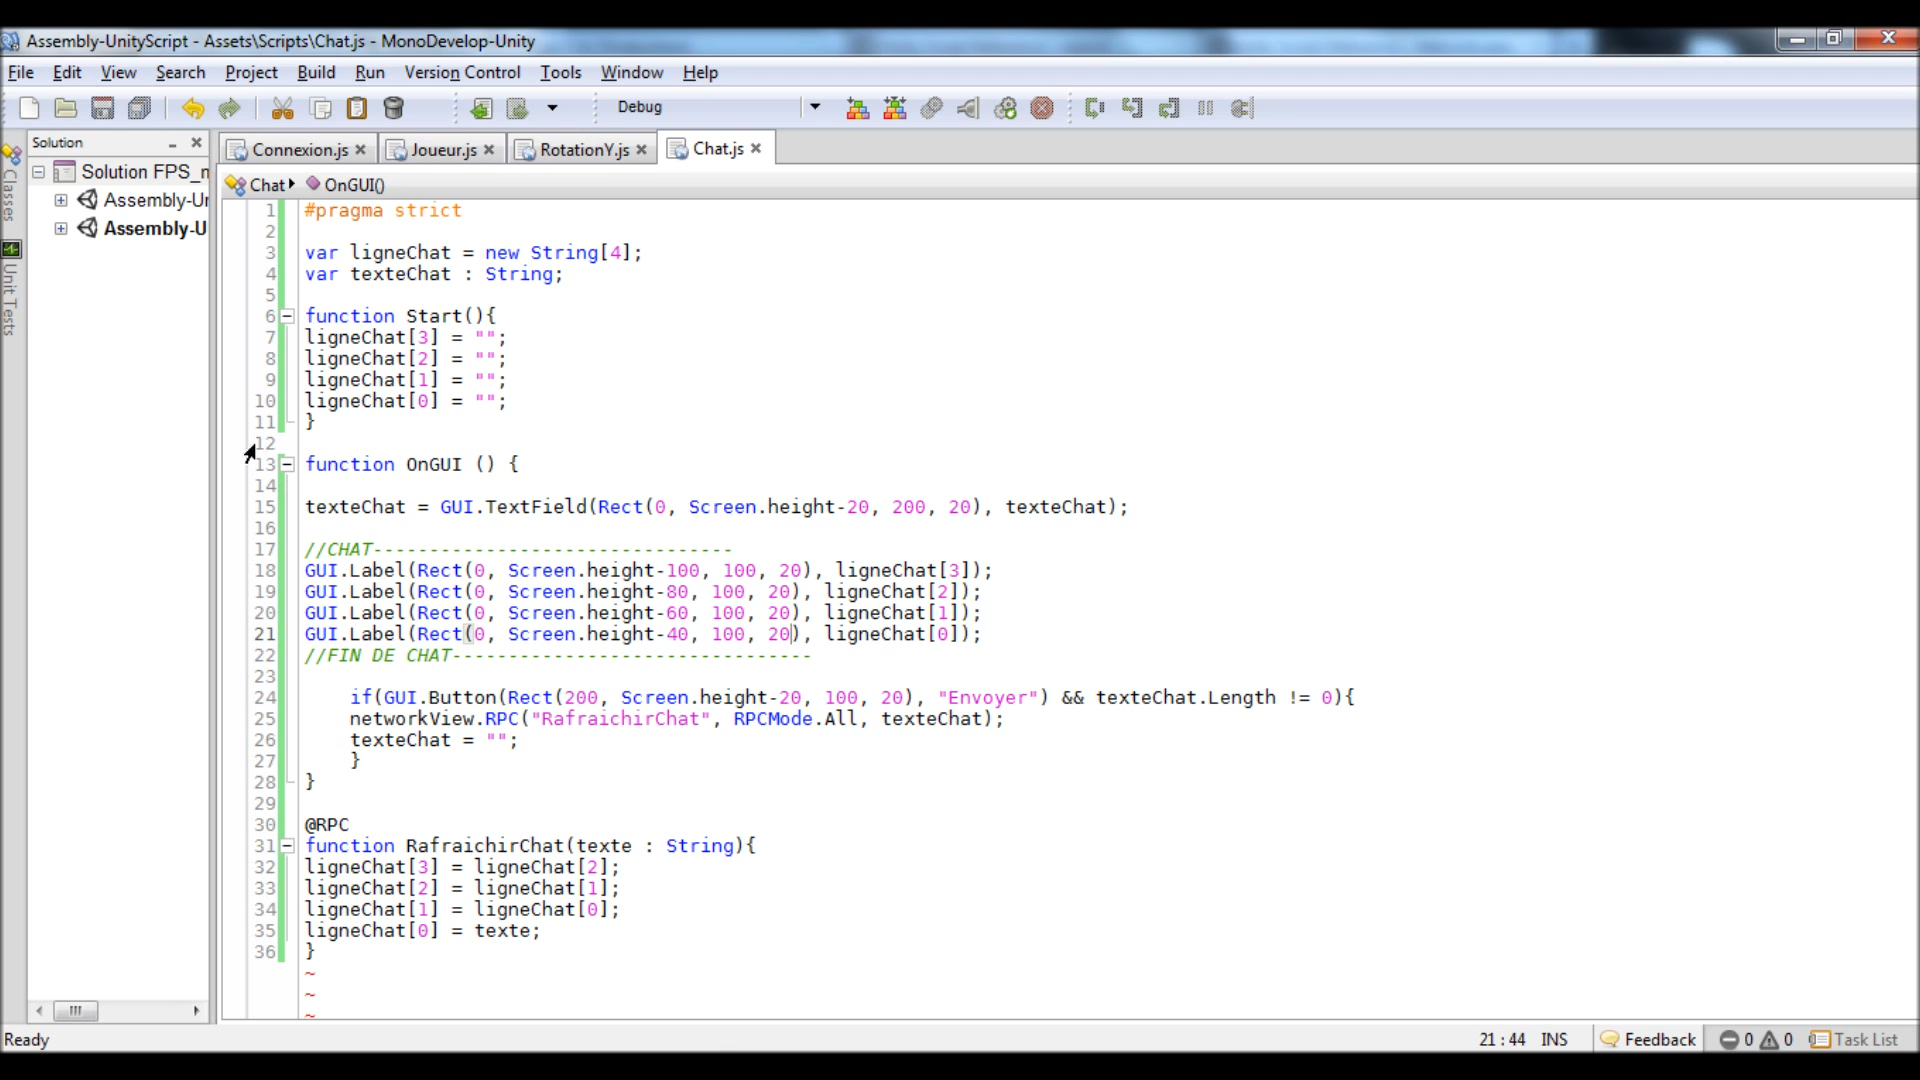 Assembly-UnityScript - Assets\Scripts\Chat.js - MonoDevelop-Unity
File Edit View Search Project Build Run Version Control Tools Window Help
Debug
Solution
Connexion.js
Joueur.js
RotationY.js
Chat.js
Classes
Unit Tests
Solution FPS_m
Assembly-Ur
Assembly-U
Chat
OnGUI()
1 #pragma strict
2
3 var ligneChat = new String[4];
4 var texteChat : String;
5
6 function Start(){
7 ligneChat[3] = "";
8 ligneChat[2] = "";
9 ligneChat[1] = "";
10 ligneChat[0] = "";
11 }
12
13 function OnGUI () {
14
15 texteChat = GUI.TextField(Rect(0, Screen.height-20, 200, 20), texteChat);
16
17 //CHAT--------------------------------
18 GUI.Label(Rect(0, Screen.height-100, 100, 20), ligneChat[3]);
19 GUI.Label(Rect(0, Screen.height-80, 100, 20), ligneChat[2]);
20 GUI.Label(Rect(0, Screen.height-60, 100, 20), ligneChat[1]);
21 GUI.Label(Rect(0, Screen.height-40, 100, 20), ligneChat[0]);
22 //FIN DE CHAT--------------------------------
23
24 if(GUI.Button(Rect(200, Screen.height-20, 100, 20), "Envoyer") && texteChat.Length != 0){
25 networkView.RPC("RafraichirChat", RPCMode.All, texteChat);
26 texteChat = "";
27 }
28 }
29
30 @RPC
31 function RafraichirChat(texte : String){
32 ligneChat[3] = ligneChat[2];
33 ligneChat[2] = ligneChat[1];
34 ligneChat[1] = ligneChat[0];
35 ligneChat[0] = texte;
36 }
~
~
~
Ready
21 : 44 INS
Feedback
0
0
Task List